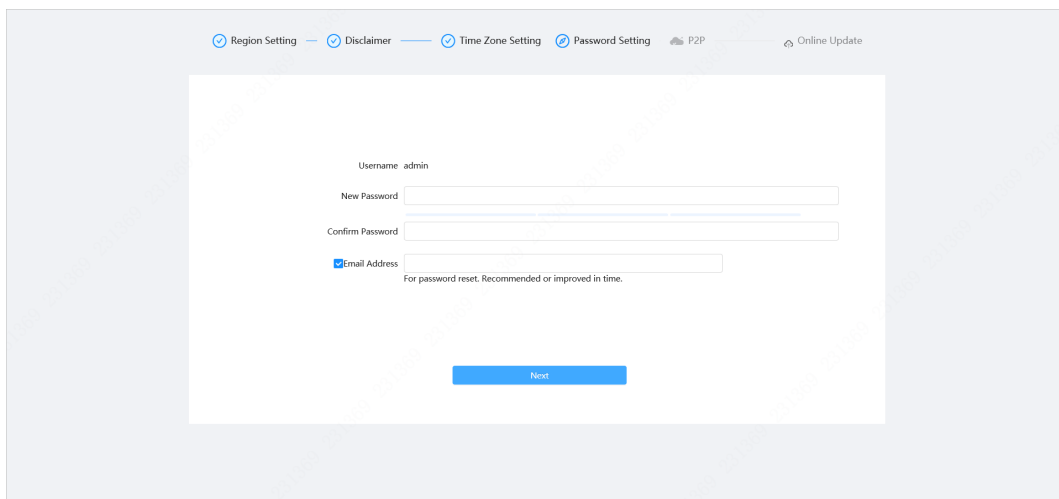 Region Setting Disclaimer Time Zone Setting Password Setting P2P Online Update
Username admin
New Password
Confirm Password
Email Address
For password reset. Recommended or improved in time.
Next